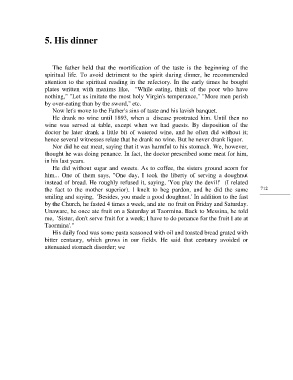 5. His dinner
The father held that the mortification of the taste is the beginning of the
spiritual life. To avoid detriment to the spirit during dinner, he recommended
attention to the spiritual reading in the refectory. In the early times he bought
plates written with maxims like, "While eating, think of the poor who have
nothing," "Let us imitate the most holy Virgin's temperance," "More men perish
by over-eating than by the sword," etc.
Now let's move to the Father's sins of taste and his lavish banquet.
He drank no wine until 1893, when a disease prostrated him. Until then no
wine was served at table, except when we had guests. By disposition of the
doctor he later drank a little bit of watered wine, and he often did without it;
hence several witnesses relate that he drank no wine. But he never drank liquor.
Nor did he eat meat, saying that it was harmful to his stomach. We, however,
thought he was doing penance. In fact, the doctor prescribed some meat for him,
in his last years.
He did without sugar and sweets. As to coffee, the sisters ground acorn for
him... One of them says, "One day, I took the liberty of serving a doughnut
instead of bread. He roughly refused it, saying, 'You play the devil!' (I related
the fact to the mother superior). I knelt to beg pardon, and he did the same
smiling and saying, 'Besides, you made a good doughnut.' In addition to the fast
by the Church, he fasted 4 times a week, and ate no fruit on Friday and Saturday.
Unaware, he once ate fruit on a Saturday at Taormina. Back to Messina, he told
me, 'Sister, don't serve fruit for a week; I have to do penance for the fruit I ate at
Taormina'."
His daily food was some pasta seasoned with oil and toasted bread grated with
bitter centaury, which grows in our fields. He said that centaury avoided or
attenuated stomach disorder; we